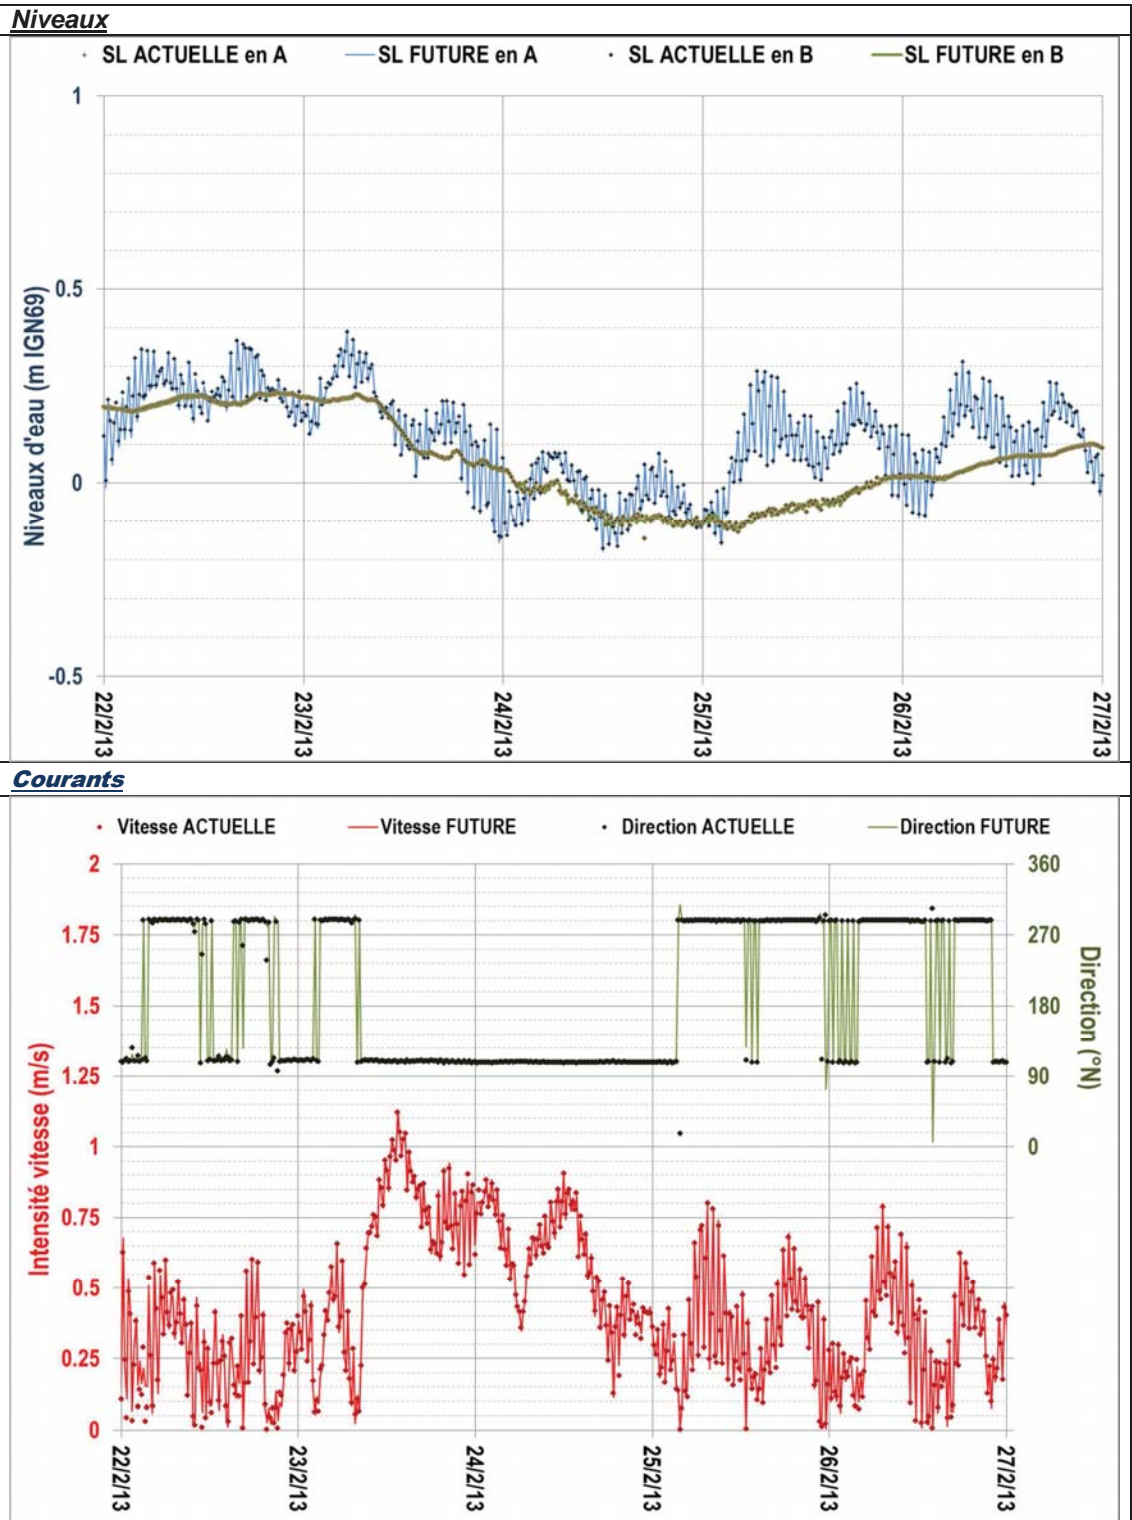 Niveaux
SL ACTUELLE en A
SL FUTURE en A
SL ACTUELLE en B
SL FUTURE en B
Niveaux d'eau (m IGN69)
1
0.5
0
-0.5
22/2/13
23/2/13
24/2/13
25/2/13
26/2/13
27/2/13
Courants
Vitesse ACTUELLE
Vitesse FUTURE
Direction ACTUELLE
Direction FUTURE
Intensité vitesse (m/s)
2
1.75
1.5
1.25
1
0.75
0.5
0.25
0
360
270
180
90
0
Direction (°N)
22/2/13
23/2/13
24/2/13
25/2/13
26/2/13
27/2/13